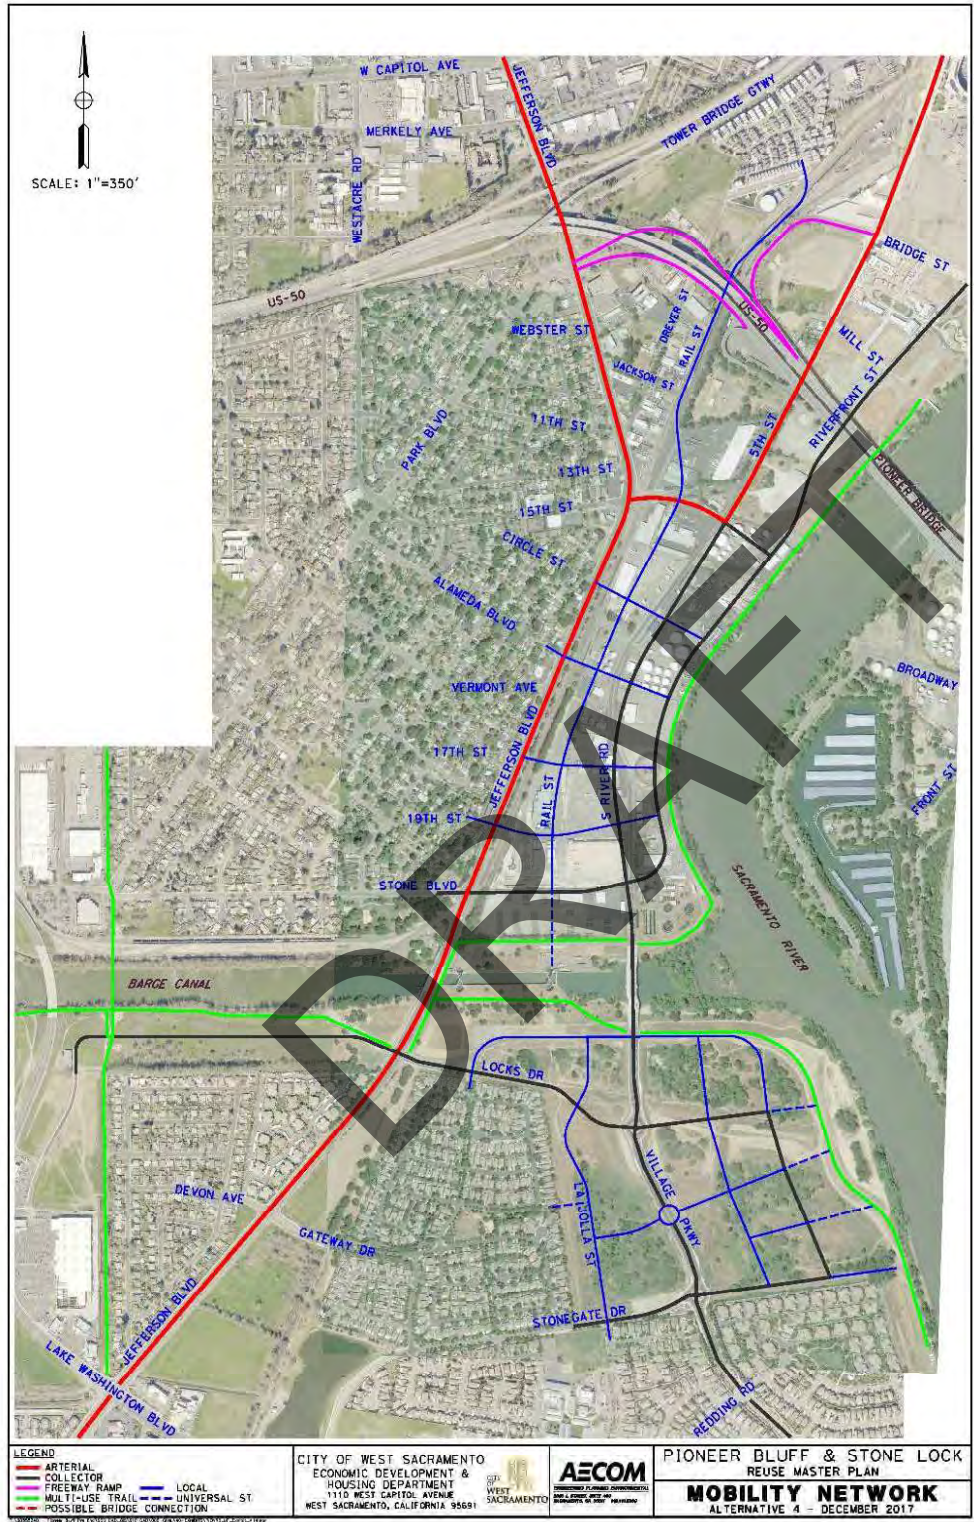 SCALE: 1"=350'
W CAPITOL AVE
JEFFERSON BLVD
TOWER BRIDGE GTWY
MERKELY AVE
WESTACRE RD
BRIDGE ST
US-50
US-50
WEBSTER ST
DREVER ST
RAIL ST
MILL ST
JACKSON ST
RIVERFRONT ST
PARK BLVD
11TH ST
5TH ST
13TH ST
PIONEER BRIDGE
15TH ST
CIRCLE ST
ALAMEDA BLVD
BROADWAY
VERMONT AVE
JEFFERSON BLVD
17TH ST
S RIVER RD
RAIL ST
FRONT ST
19TH ST
STONE BLVD
SACRAMENTO RIVER
BARGE CANAL
DRAFT
LOCKS DR
VILLAGE PKWY
DEVON AVE
LA JOLLA ST
GATEWAY DR
STONEGATE DR
JEFFERSON BLVD
LAKE WASHINGTON BLVD
REDDING RD
LEGEND
ARTERIAL
COLLECTOR
FREEWAY RAMP
LOCAL
MULTI-USE TRAIL
UNIVERSAL ST
POSSIBLE BRIDGE CONNECTION
CITY OF WEST SACRAMENTO
ECONOMIC DEVELOPMENT &
HOUSING DEPARTMENT
1110 WEST CAPITOL AVENUE
WEST SACRAMENTO, CALIFORNIA 95691
CITY OF
WEST
SACRAMENTO
AECOM
PIONEER BLUFF & STONE LOCK
REUSE MASTER PLAN
MOBILITY NETWORK
ALTERNATIVE 4 - DECEMBER 2017